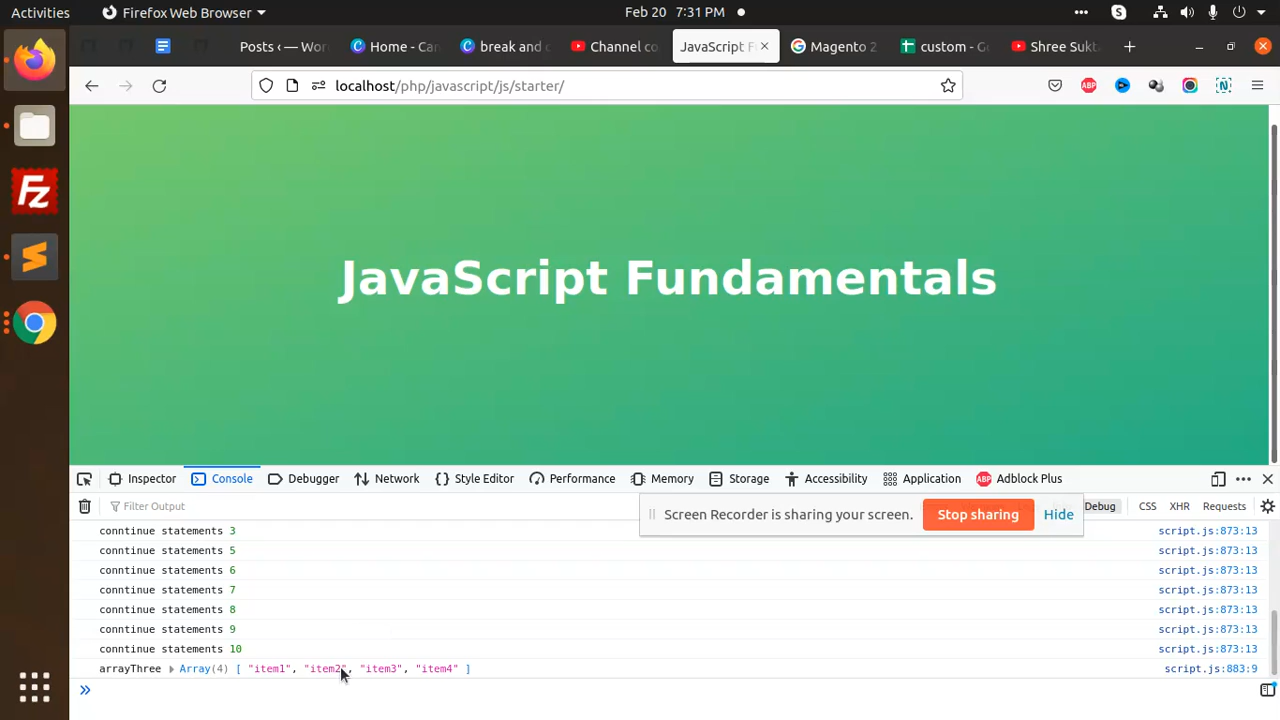 Activities Firefox Web Browser Feb 20 7:31 PM
Posts ‹ — Wor Home - Can break and c Channel co JavaScript F Magento 2 custom - G Shree Sukt
localhost/php/javascript/js/starter/ ABP N
Fz
JavaScript Fundamentals
Inspector Console Debugger Network Style Editor Performance Memory Storage Accessibility Application ABP Adblock Plus
Filter Output Debug CSS XHR Requests
Screen Recorder is sharing your screen. Stop sharing Hide
conntinue statements 3 script.js:873:13
conntinue statements 5 script.js:873:13
conntinue statements 6 script.js:873:13
conntinue statements 7 script.js:873:13
conntinue statements 8 script.js:873:13
conntinue statements 9 script.js:873:13
conntinue statements 10 script.js:873:13
arrayThree Array(4) [ "item1", "item2", "item3", "item4" ] script.js:883:9